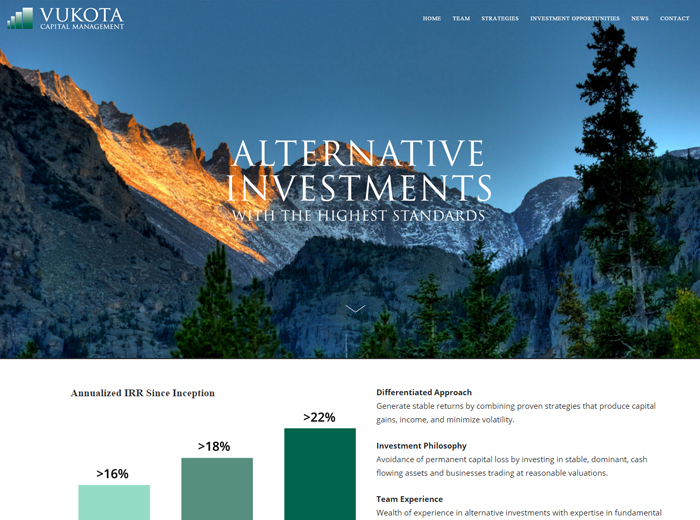 VUKOTA
CAPITAL MANAGEMENT
HOME TEAM STRATEGIES INVESTMENT OPPORTUNITIES NEWS CONTACT
ALTERNATIVE
INVESTMENTS
WITH THE HIGHEST STANDARDS
Annualized IRR Since Inception
>16%
>18%
>22%
Differentiated Approach
Generate stable returns by combining proven strategies that produce capital
gains, income, and minimize volatility.
Investment Philosophy
Avoidance of permanent capital loss by investing in stable, dominant, cash
flowing assets and businesses trading at reasonable valuations.
Team Experience
Wealth of experience in alternative investments with expertise in fundamental